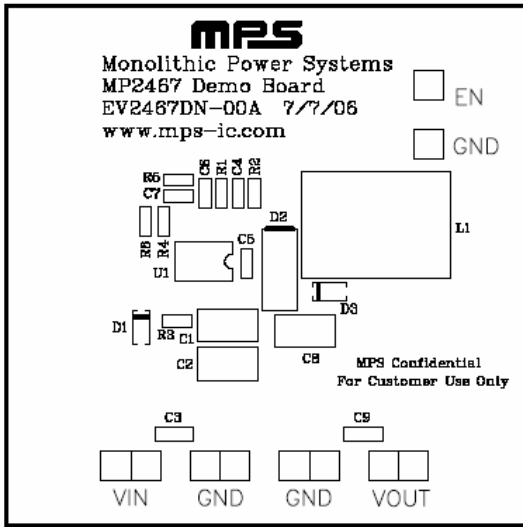 MPS
Monolithic Power Systems
MP2467 Demo Board
EV2467DN-00A 7/7/06
www.mps-ic.com
EN
GND
R6
C7
C6
R1
C4
R2
R5
R4
U1
C5
D2
L1
D3
D1
R3
C1
C2
C8
MPS Confidential
For Customer Use Only
C3
C9
VIN
GND
GND
VOUT